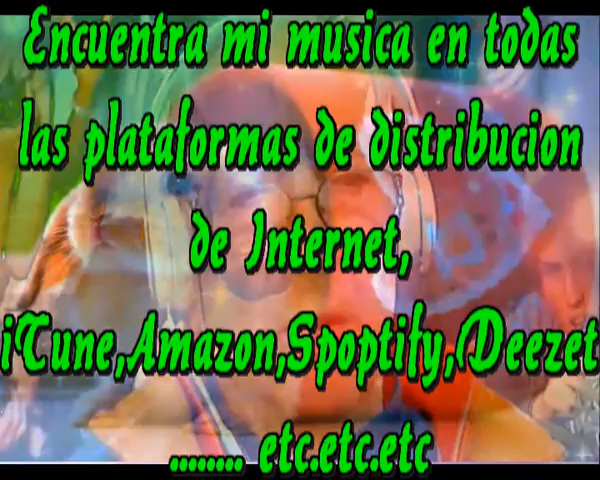 Encuentra mi musica en todas
las plataformas de distribucion
de Internet,
iTune,Amazon,Spoptify,Deezet
........ etc.etc.etc